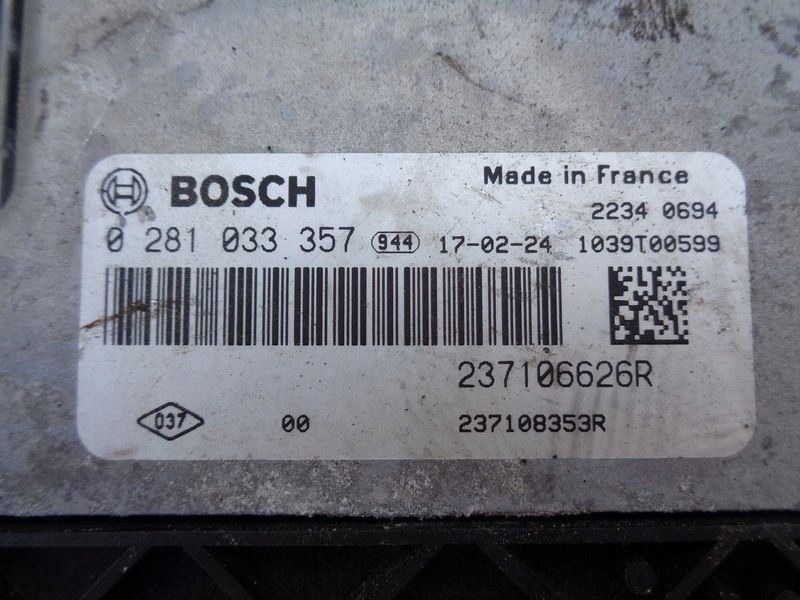 BOSCH
Made in France
2234 0694
0 281 033 357 944 17-02-24 1039T00599
237106626R
037 00 237108353R